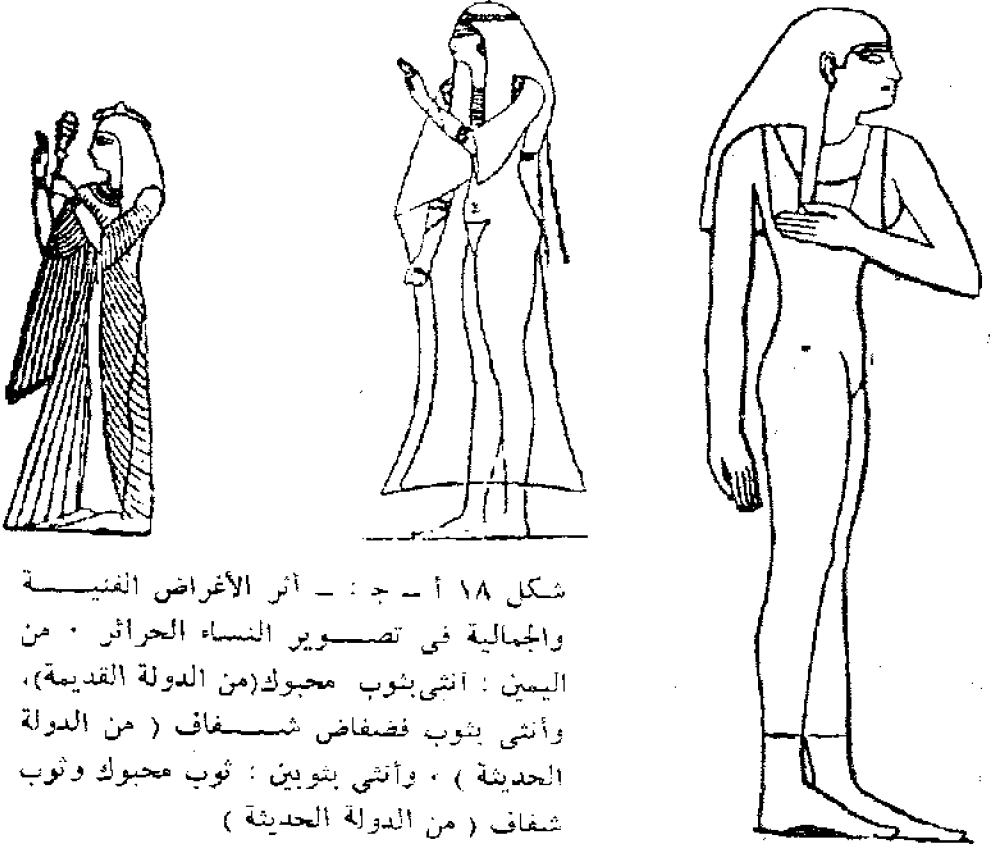 شكل ١٨ أ ـ ج : ـ أثر الأغراض الفنية
والجمالية فى تصوير النساء الحرائر . من
اليمين : أنثى بثوب محبوك (من الدولة القديمة)،
وأنثى بثوب فضفاض شفاف ( من الدولة
الحديثة ) ، وأنثى بثوبين : ثوب محبوك وثوب
شفاف ( من الدولة الحديثة )